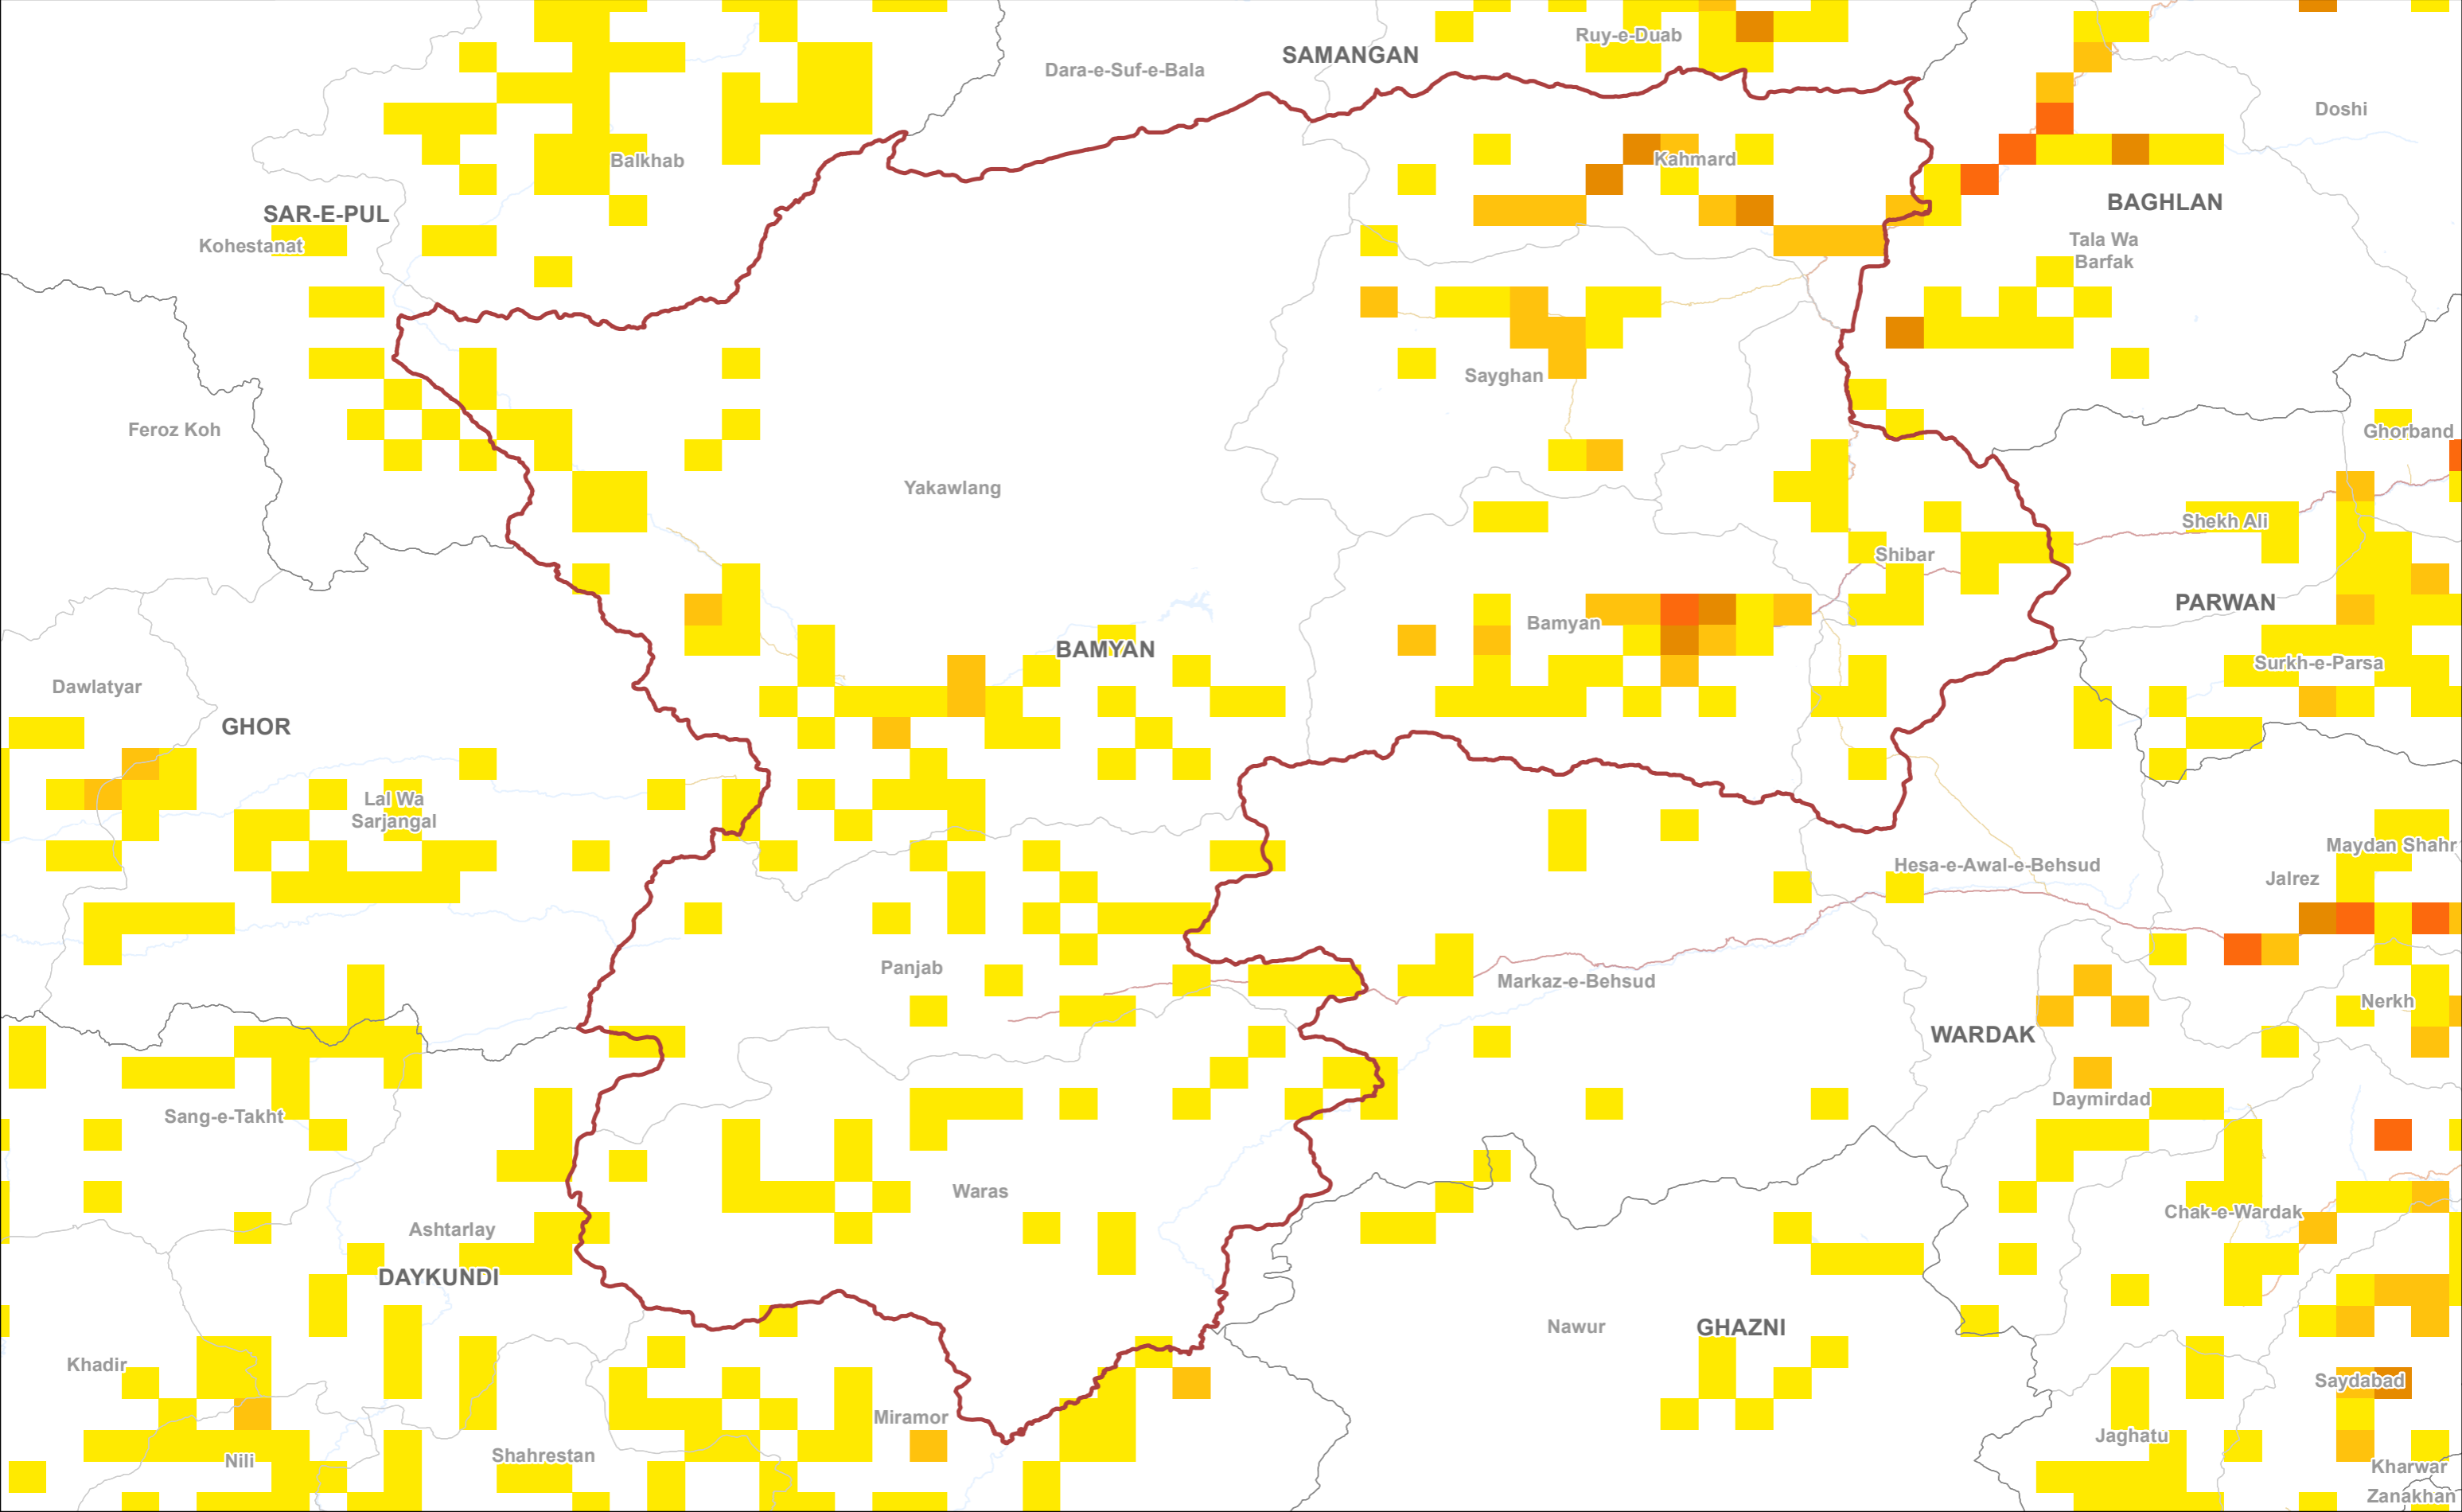 Ruy-e-Duab
SAMANGAN
Dara-e-Suf-e-Bala
Doshi
Balkhab
Kahmard
BAGHLAN
SAR-E-PUL
Kohestanat
Tala Wa
Barfak
Sayghan
Feroz Koh
Ghorband
Yakawlang
Shekh Ali
Shibar
PARWAN
Bamyan
BAMYAN
Surkh-e-Parsa
Dawlatyar
GHOR
Lal Wa
Sarjangal
Maydan Shahr
Hesa-e-Awal-e-Behsud
Jalrez
Panjab
Markaz-e-Behsud
Nerkh
WARDAK
Daymirdad
Sang-e-Takht
Waras
Chak-e-Wardak
Ashtarlay
DAYKUNDI
Nawur
GHAZNI
Khadir
Saydabad
Miramor
Jaghatu
Shahrestan
Nili
Kharwar
Zanakhan